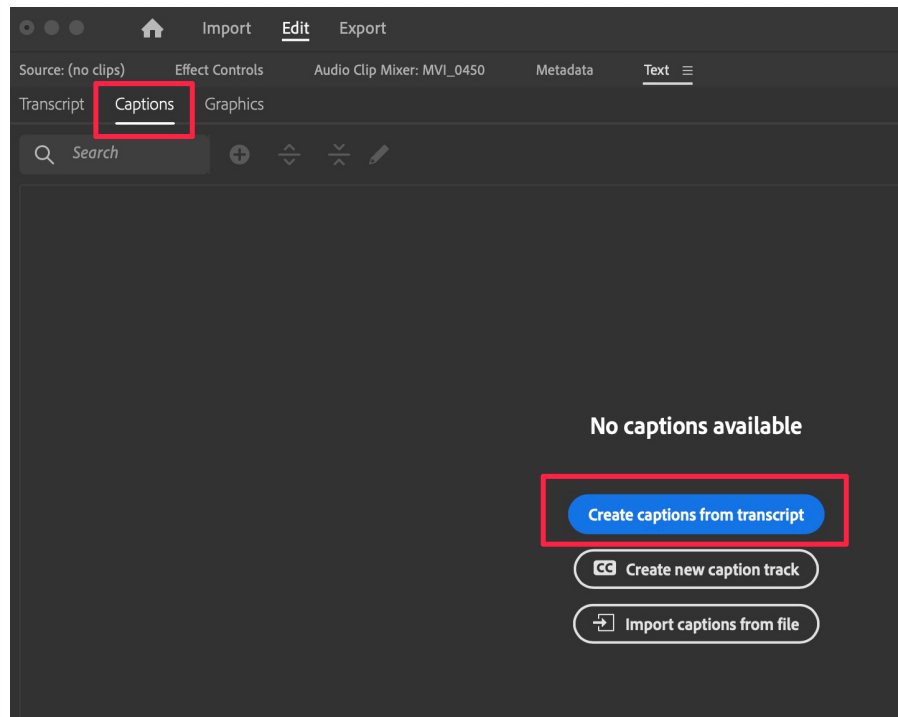 Import Edit Export
Source: (no clips) Effect Controls Audio Clip Mixer: MVI_0450 Metadata Text
Transcript Captions Graphics
Search
No captions available
Create captions from transcript
CC Create new caption track
Import captions from file